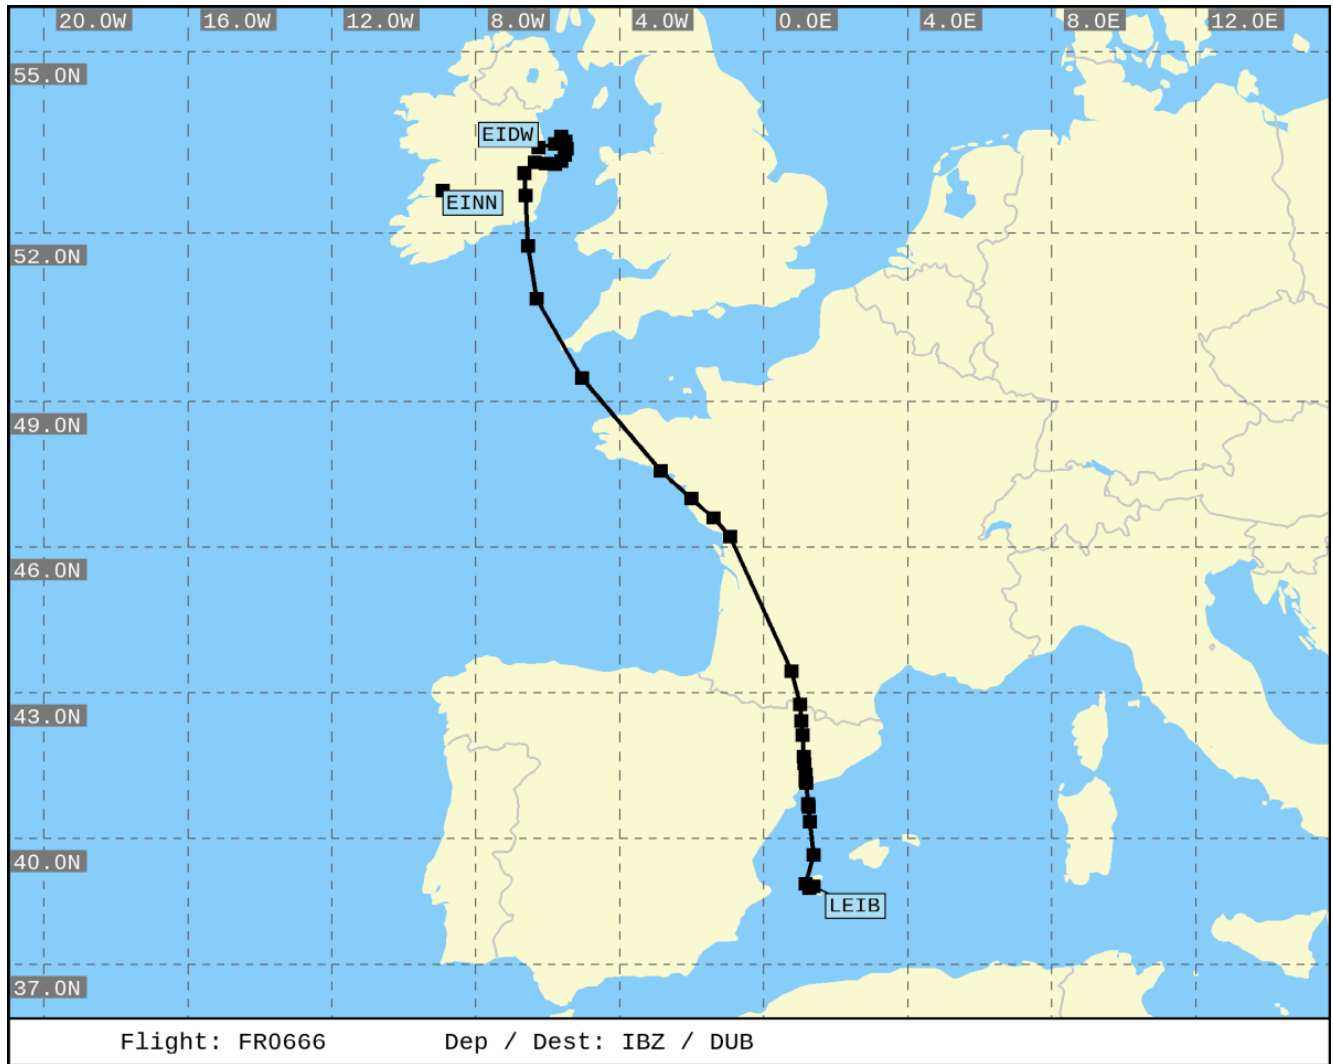 20.0W 16.0W 12.0W 8.0W 4.0W 0.0E 4.0E 8.0E 12.0E
55.0N
EIDW
EINN
52.0N
49.0N
46.0N
43.0N
40.0N
LEIB
37.0N
Flight: FR0666 Dep / Dest: IBZ / DUB